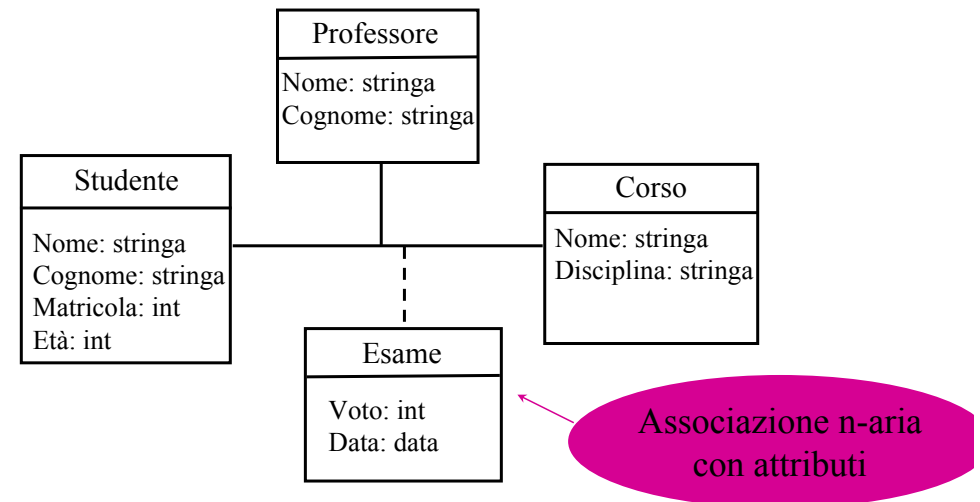 Professore
Nome: stringa
Cognome: stringa
Studente
Nome: stringa
Cognome: stringa
Matricola: int
Età: int
Corso
Nome: stringa
Disciplina: stringa
Esame
Voto: int
Data: data
Associazione n-aria
con attributi